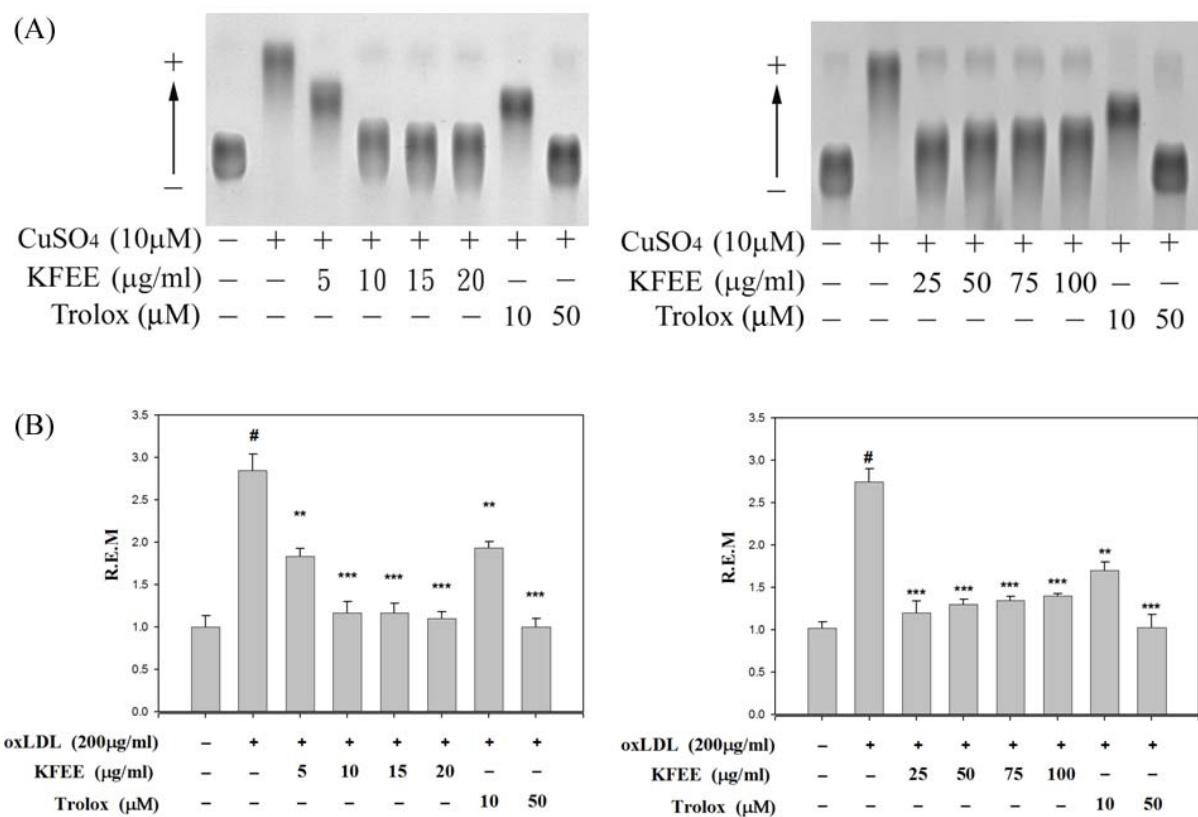 (A)
+
−
CuSO4 (10μM) − + + + + + + +
KFEE (μg/ml) − − 5 10 15 20 − −
Trolox (μM) − − − − − − 10 50
+
−
CuSO4 (10μM) − + + + + + + +
KFEE (μg/ml) − − 25 50 75 100 − −
Trolox (μM) − − − − − − 10 50
(B)
R.E.M
3.5
3.0
2.5
2.0
1.5
1.0
0.5
0.0
# ** *** *** *** ** ***
oxLDL (200μg/ml) − + + + + + + +
KFEE (μg/ml) − − 5 10 15 20 − −
Trolox (μM) − − − − − − 10 50
R.E.M
3.5
3.0
2.5
2.0
1.5
1.0
0.5
0.0
# *** *** *** *** ** ***
oxLDL (200μg/ml) − + + + + + + +
KFEE (μg/ml) − − 25 50 75 100 − −
Trolox (μM) − − − − − − 10 50